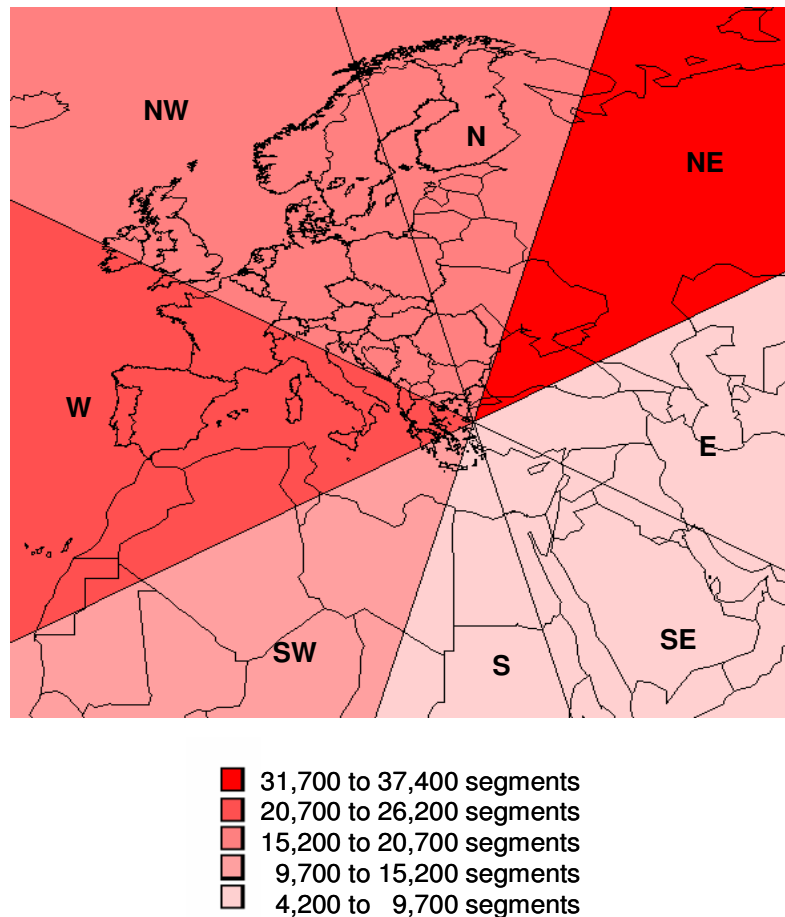 NW
N
NE
W
E
SW
S
SE
31,700 to 37,400 segments
20,700 to 26,200 segments
15,200 to 20,700 segments
9,700 to 15,200 segments
4,200 to 9,700 segments